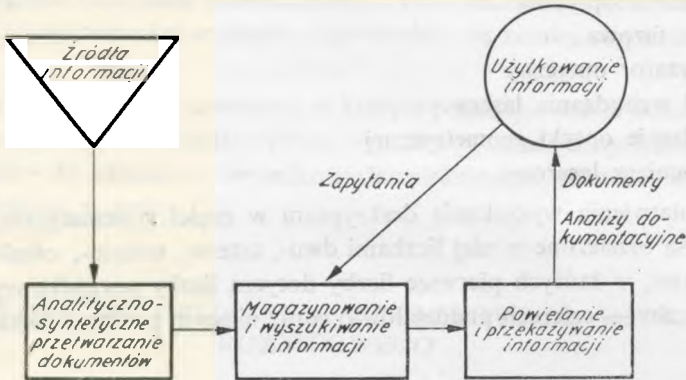 Źródła
informacji
Użytkowanie
informacji
Zapytania
Dokumenty
Analizy do-
kumentacyjne
Analityczno-
syntetyczne
przetwarzanie
dokumentów
Magazynowanie
i wyszukiwanie
informacji
Powielanie
i przekazywanie
informacji